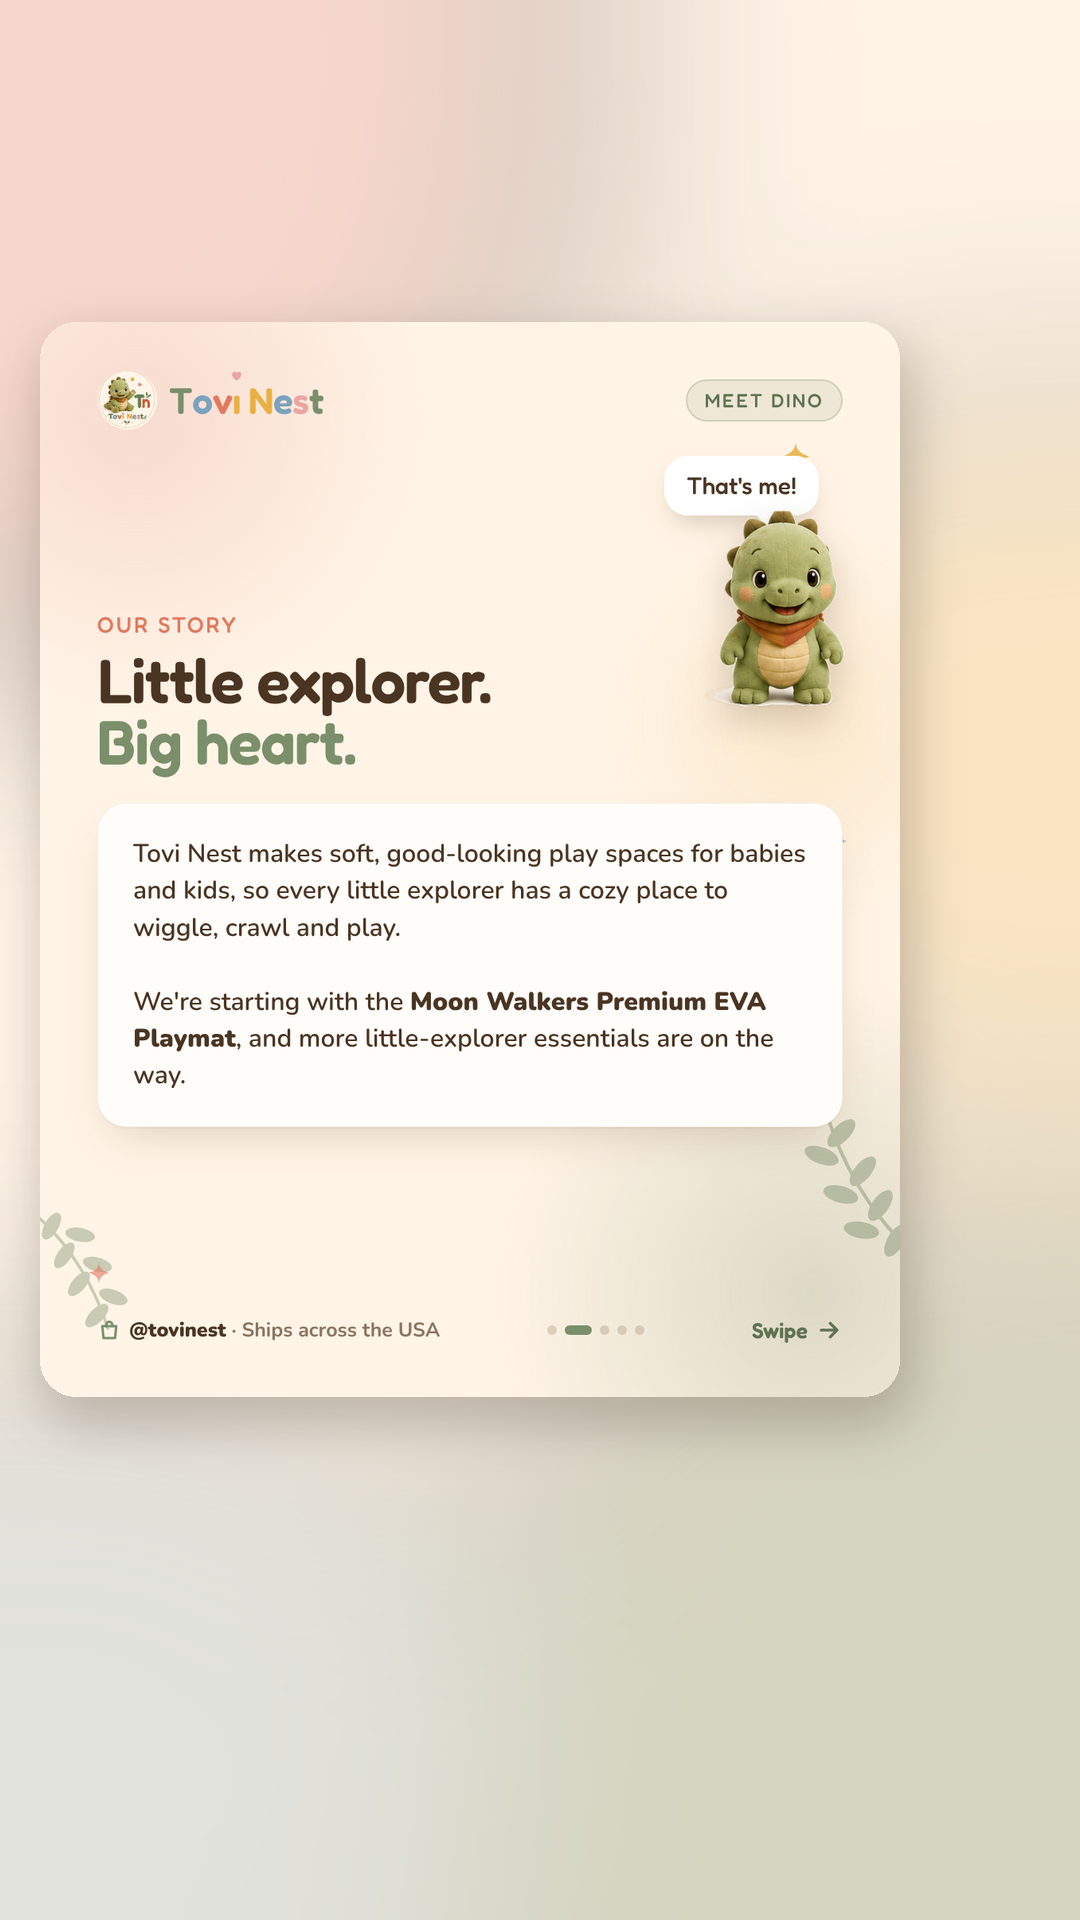 Tn
Tovi Nest
Tovi Nest
MEET DINO
That's me!
OUR STORY
Little explorer.
Big heart.
Tovi Nest makes soft, good-looking play spaces for babies
and kids, so every little explorer has a cozy place to
wiggle, crawl and play.
We're starting with the Moon Walkers Premium EVA
Playmat, and more little-explorer essentials are on the
way.
@tovinest · Ships across the USA
Swipe →